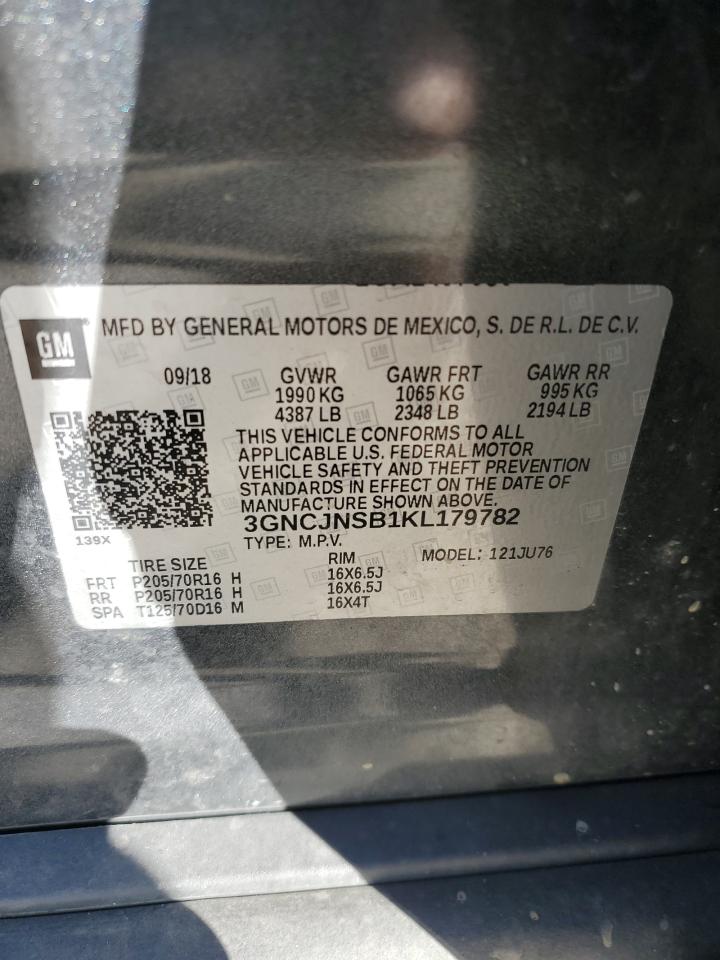 GM
MFD BY GENERAL MOTORS DE MEXICO, S. DE R.L. DE C.V.
09/18 GVWR GAWR FRT GAWR RR
1990 KG 1065 KG 995 KG
4387 LB 2348 LB 2194 LB
THIS VEHICLE CONFORMS TO ALL
APPLICABLE U.S. FEDERAL MOTOR
VEHICLE SAFETY AND THEFT PREVENTION
STANDARDS IN EFFECT ON THE DATE OF
MANUFACTURE SHOWN ABOVE.
3GNCJNSB1KL179782
139X
TYPE: M.P.V. MODEL: 121JU76
TIRE SIZE RIM
FRT P205/70R16 H 16X6.5J
RR P205/70R16 H 16X6.5J
SPA T125/70D16 M 16X4T